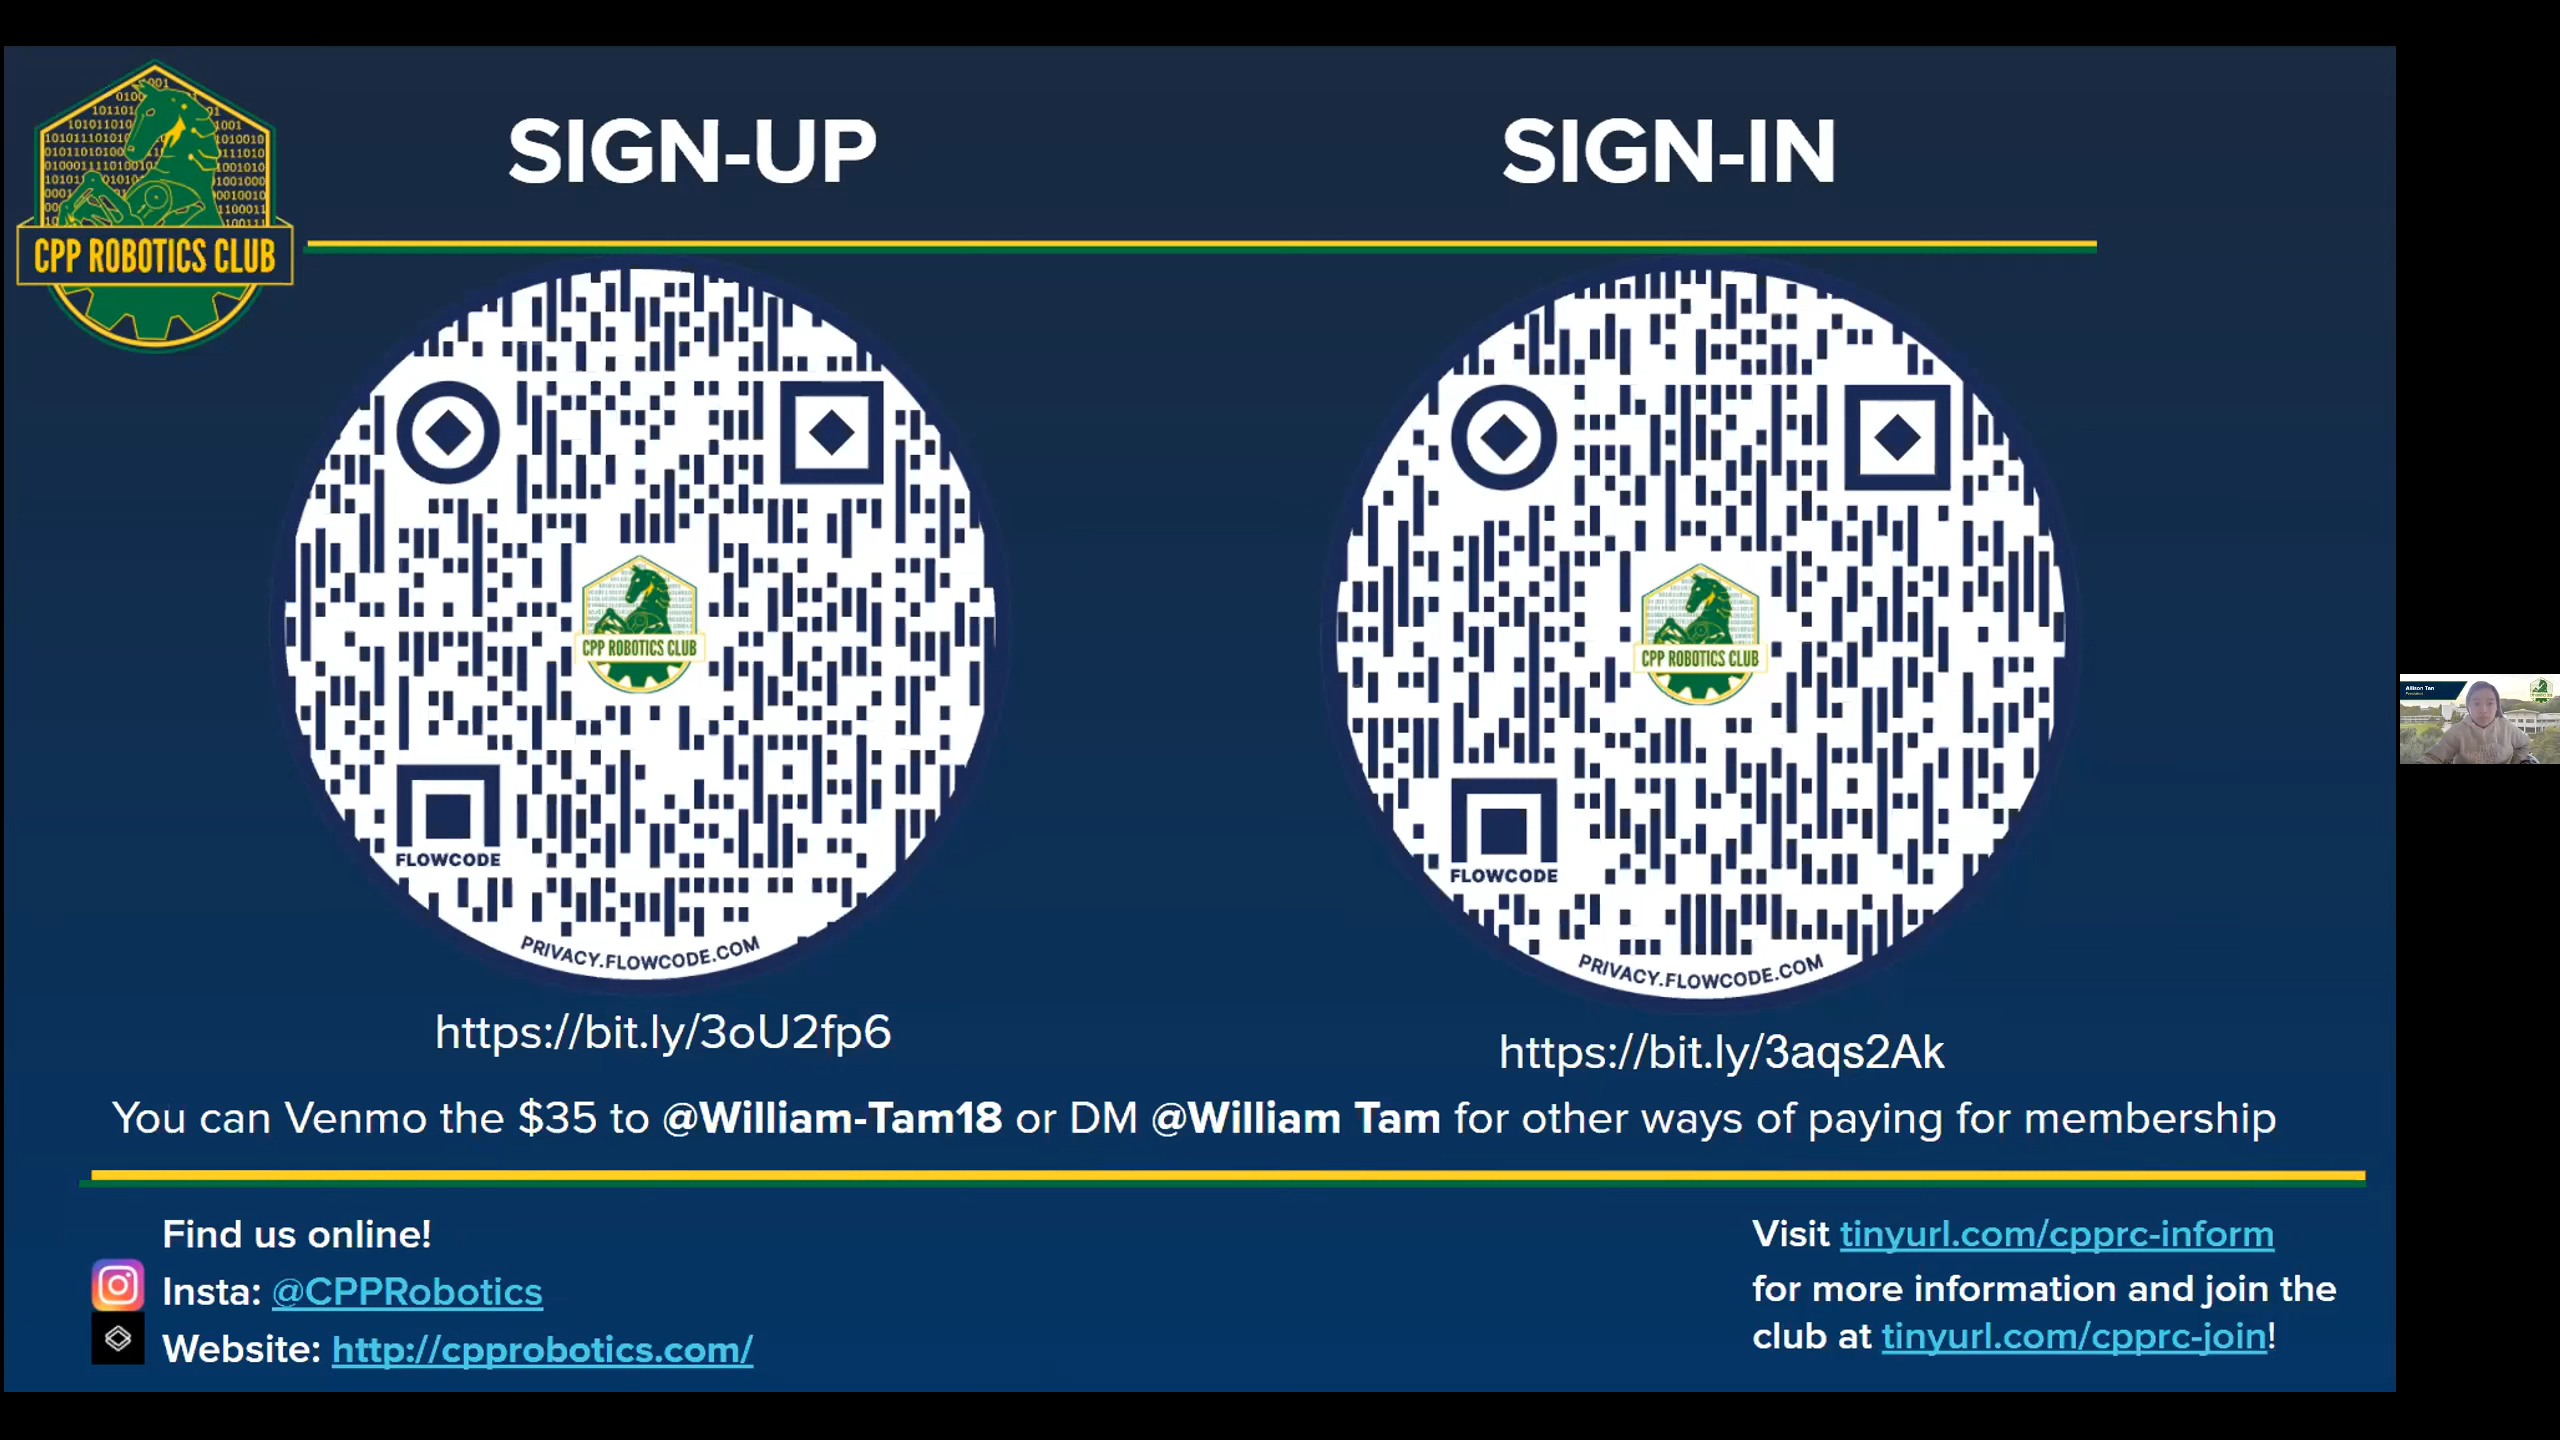 SIGN-UP
SIGN-IN
CPP ROBOTICS CLUB
CPP ROBOTICS CLUB
CPP ROBOTICS CLUB
FLOWCODE
FLOWCODE
PRIVACY.FLOWCODE.COM
PRIVACY.FLOWCODE.COM
https://bit.ly/3oU2fp6
https://bit.ly/3aqs2Ak
You can Venmo the $35 to @William-Tam18 or DM @William Tam for other ways of paying for membership
Find us online!
Insta: @CPPRobotics
Website: http://cpprobotics.com/
Visit tinyurl.com/cpprc-inform
for more information and join the
club at tinyurl.com/cpprc-join!
Allison Tan